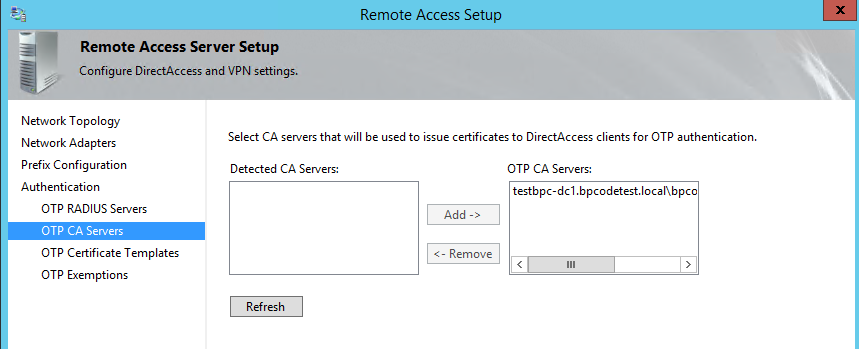 Remote Access Setup
x
Remote Access Server Setup
Configure DirectAccess and VPN settings.
Network Topology
Network Adapters
Prefix Configuration
Authentication
OTP RADIUS Servers
OTP CA Servers
OTP Certificate Templates
OTP Exemptions
Select CA servers that will be used to issue certificates to DirectAccess clients for OTP authentication.
Detected CA Servers:
OTP CA Servers:
testbpc-dc1.bpcodetest.local\bpco
Add ->
<- Remove
Refresh